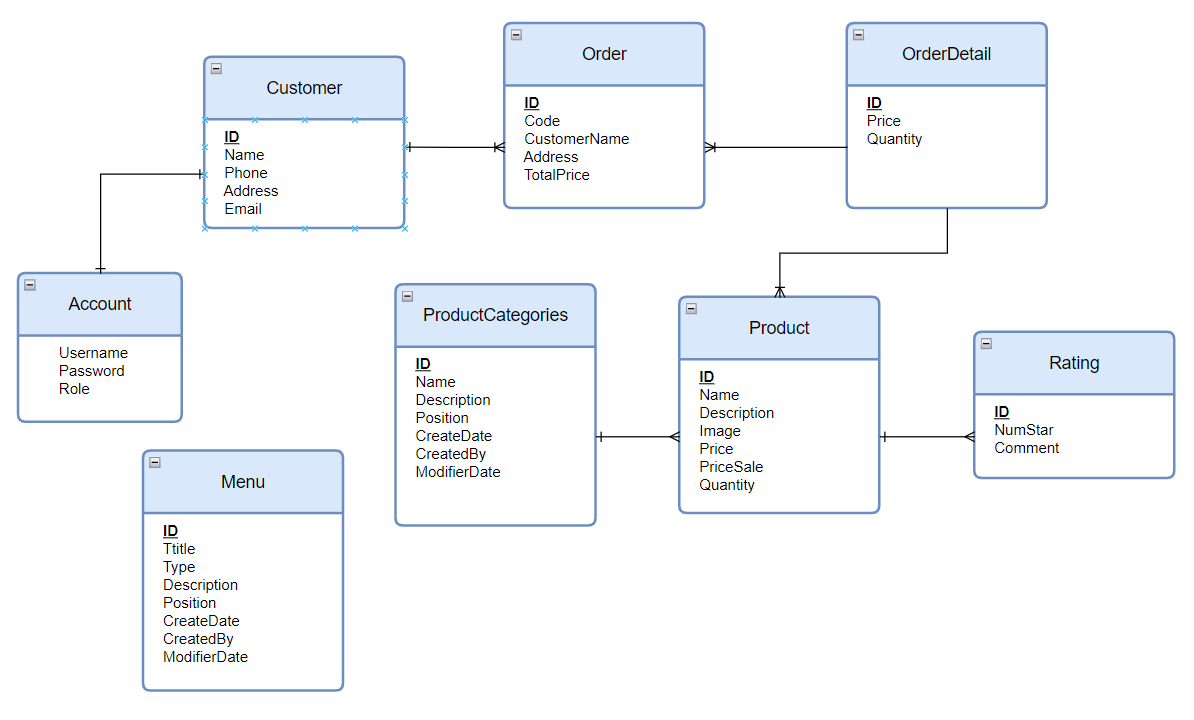 Customer
ID
Name
Phone
Address
Email
Order
ID
Code
CustomerName
Address
TotalPrice
OrderDetail
ID
Price
Quantity
Account
Username
Password
Role
ProductCategories
ID
Name
Description
Position
CreateDate
CreatedBy
ModifierDate
Product
ID
Name
Description
Image
Price
PriceSale
Quantity
Rating
ID
NumStar
Comment
Menu
ID
Ttitle
Type
Description
Position
CreateDate
CreatedBy
ModifierDate